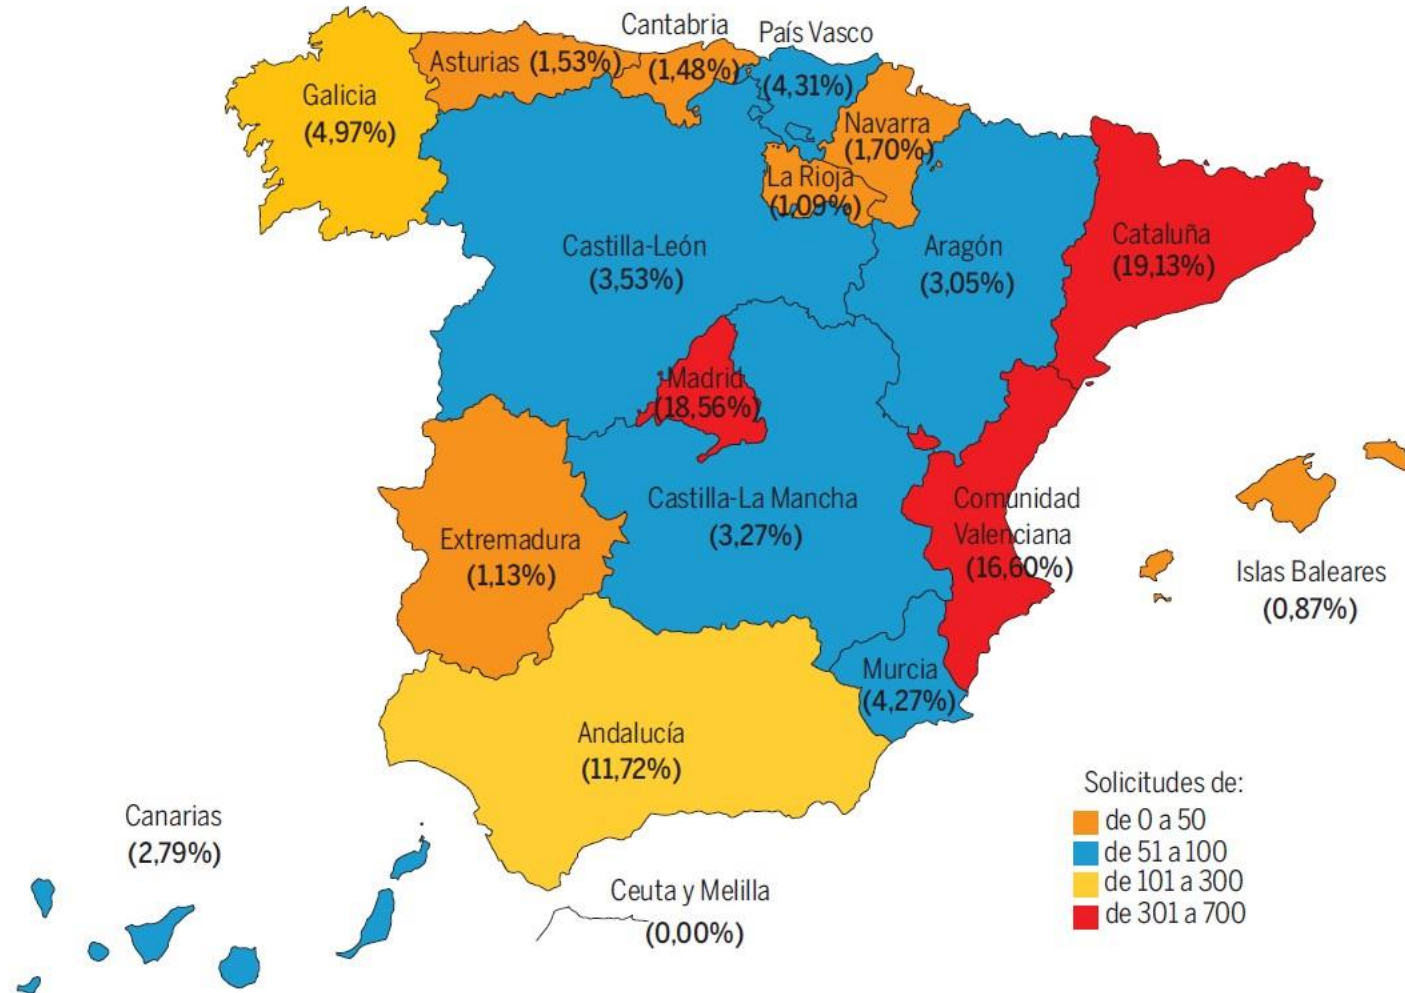 Cantabria
(1,48%)
País Vasco
(4,31%)
Asturias (1,53%)
Galicia
(4,97%)
Navarra
(1,70%)
La Rioja
(1,09%)
Castilla-León
(3,53%)
Aragón
(3,05%)
Cataluña
(19,13%)
Madrid
(18,56%)
Castilla-La Mancha
(3,27%)
Comunidad
Valenciana
(16,60%)
Extremadura
(1,13%)
Islas Baleares
(0,87%)
Murcia
(4,27%)
Andalucía
(11,72%)
Canarias
(2,79%)
Ceuta y Melilla
(0,00%)
Solicitudes de:
de 0 a 50
de 51 a 100
de 101 a 300
de 301 a 700